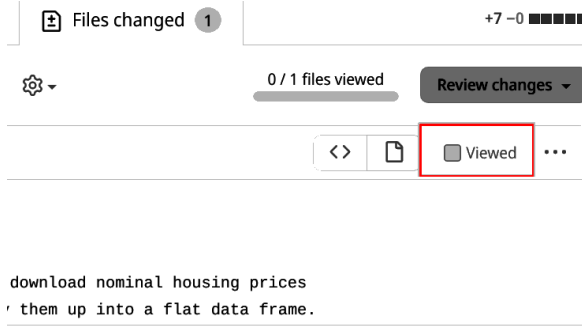 Files changed 1
+7 −0
0 / 1 files viewed
Review changes
Viewed
download nominal housing prices
them up into a flat data frame.